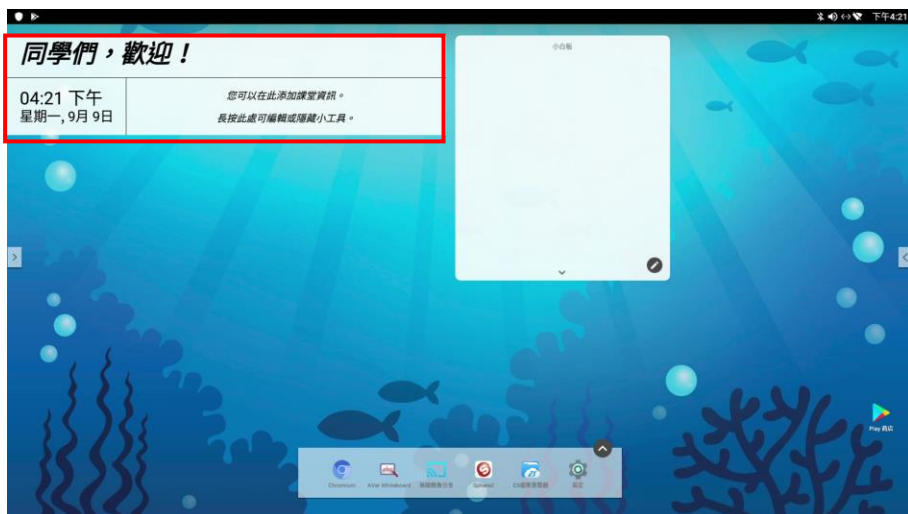 下午4:21
同學們，歡迎！
04:21 下午
星期一, 9月 9日
您可以在此添加課堂資訊。
長按此處可編輯或隱藏小工具。
小白板
Play 商店
Chromium
AVer Whiteboard
設定